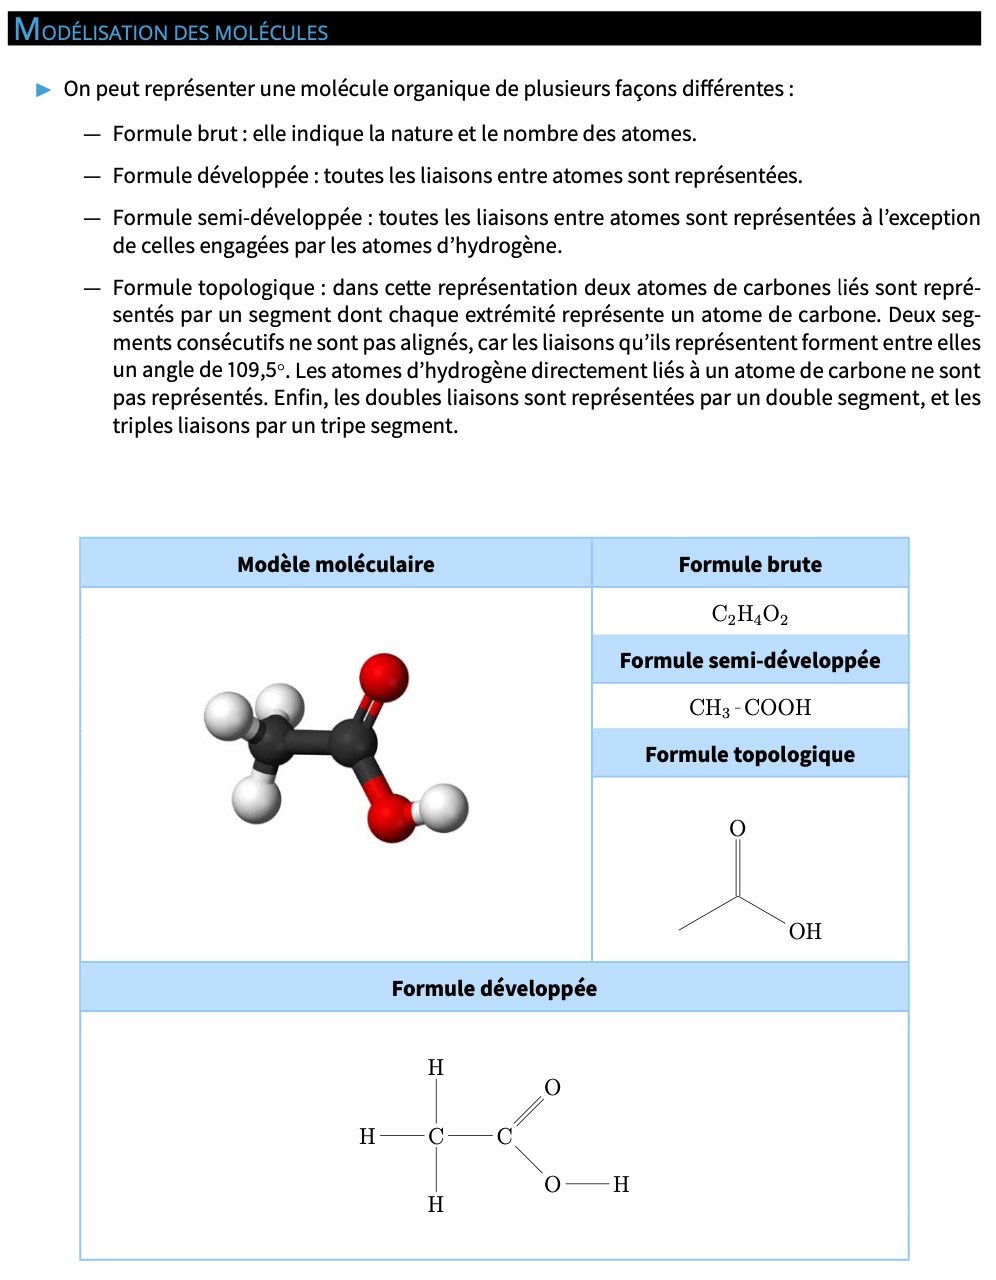 MODÉLISATION DES MOLÉCULES
► On peut représenter une molécule organique de plusieurs façons différentes :
— Formule brut : elle indique la nature et le nombre des atomes.
— Formule développée : toutes les liaisons entre atomes sont représentées.
— Formule semi-développée : toutes les liaisons entre atomes sont représentées à l'exception
de celles engagées par les atomes d'hydrogène.
— Formule topologique : dans cette représentation deux atomes de carbones liés sont repré-
sentés par un segment dont chaque extrémité représente un atome de carbone. Deux seg-
ments consécutifs ne sont pas alignés, car les liaisons qu'ils représentent forment entre elles
un angle de 109,5°. Les atomes d'hydrogène directement liés à un atome de carbone ne sont
pas représentés. Enfin, les doubles liaisons sont représentées par un double segment, et les
triples liaisons par un tripe segment.
Modèle moléculaire
Formule brute
C₂H₄O₂
Formule semi-développée
CH₃-COOH
Formule topologique
O
OH
Formule développée
H
O
H C C
O H
H